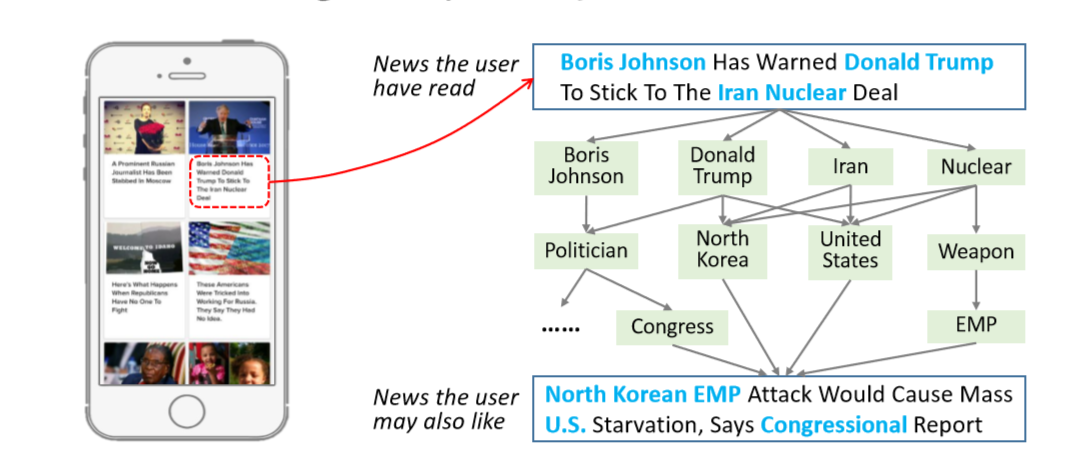 News the user
have read
Boris Johnson Has Warned Donald Trump
To Stick To The Iran Nuclear Deal
A Prominent Russian
Journalist Has Been
Stabbed In Moscow
Boris Johnson Has
Warned Donald
Trump To Stick To
The Iran Nuclear
Deal
Boris
Johnson
Donald
Trump
Iran
Nuclear
Politician
North
Korea
United
States
Weapon
WELCOME TO IDAHO
Here's What Happens
When Republicans
Have No One To
Fight
These Americans
Were Tricked Into
Working For Russia.
They Say They Had
No Idea.
......
Congress
EMP
News the user
may also like
North Korean EMP Attack Would Cause Mass
U.S. Starvation, Says Congressional Report